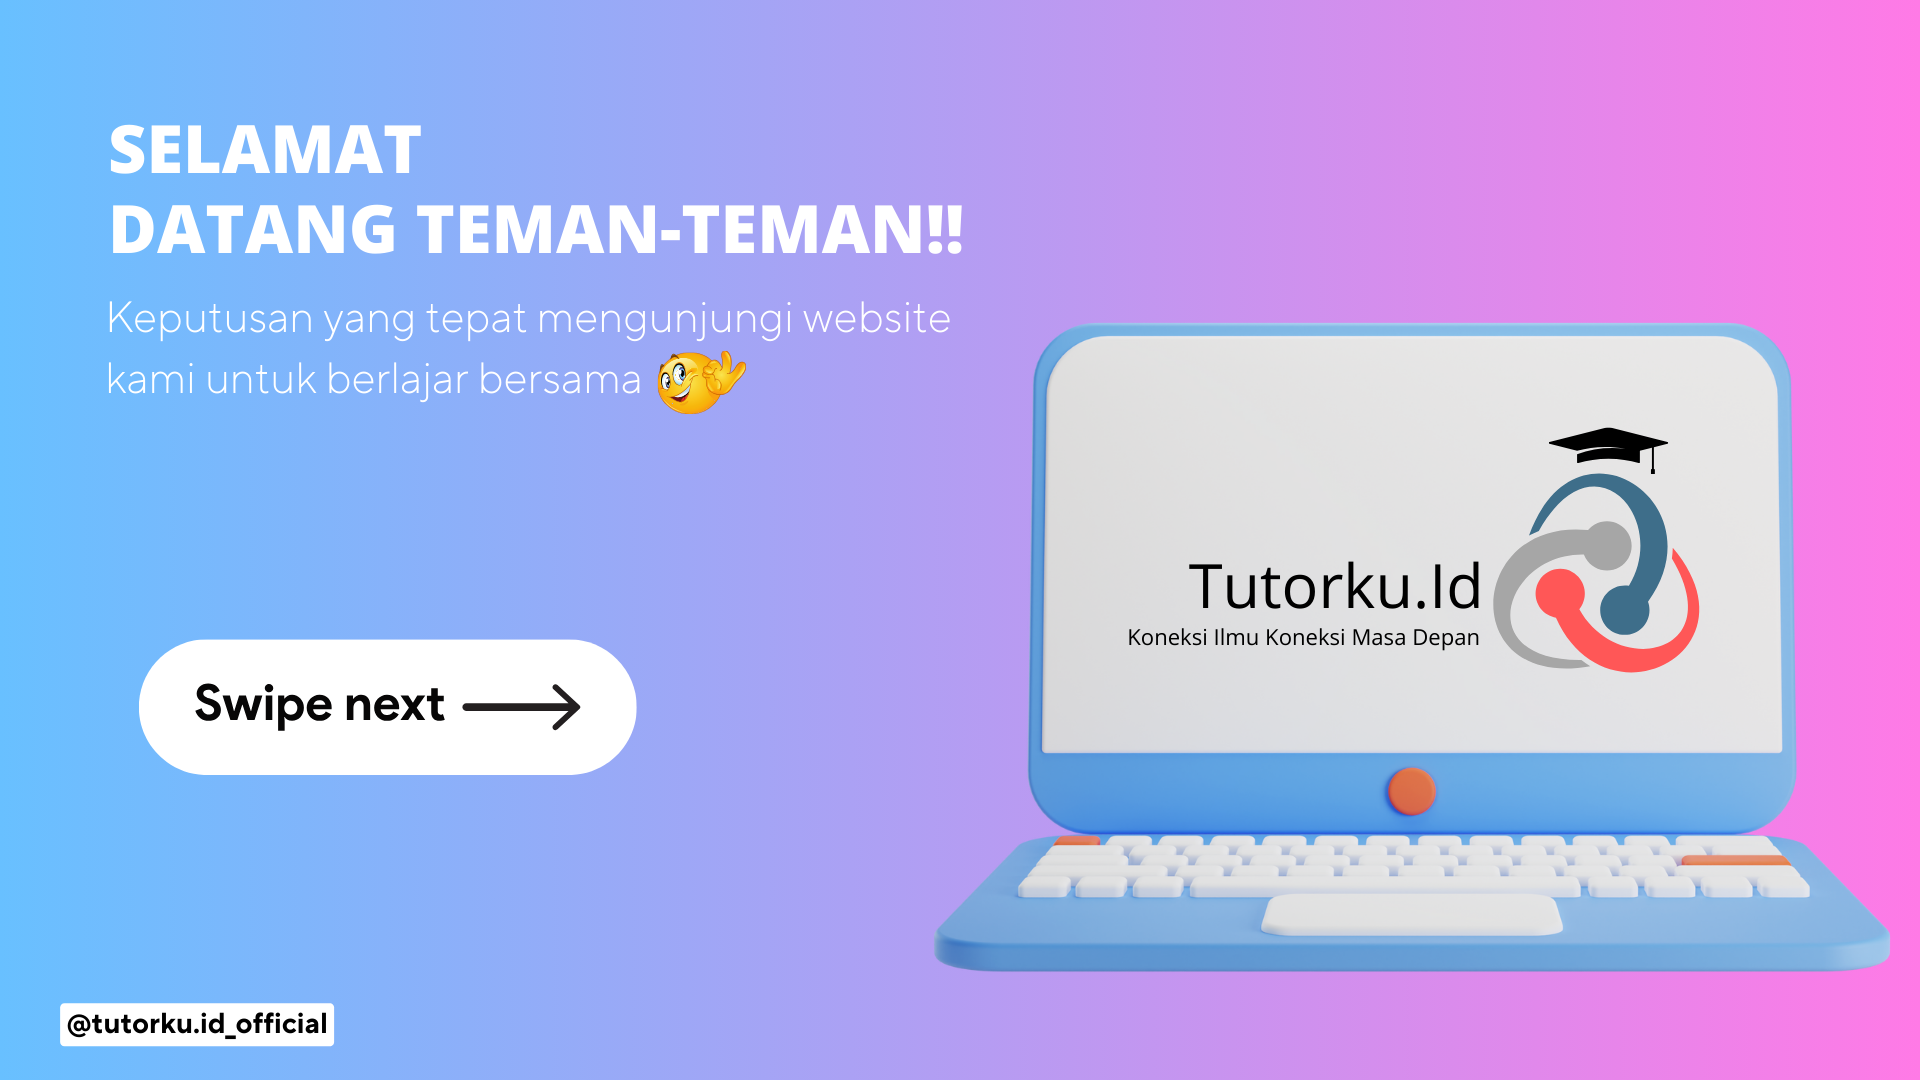 SELAMAT
DATANG TEMAN-TEMAN!!
Keputusan yang tepat mengunjungi website
kami untuk berlajar bersama
Tutorku.Id
Koneksi Ilmu Koneksi Masa Depan
Swipe next
@tutorku.id_official